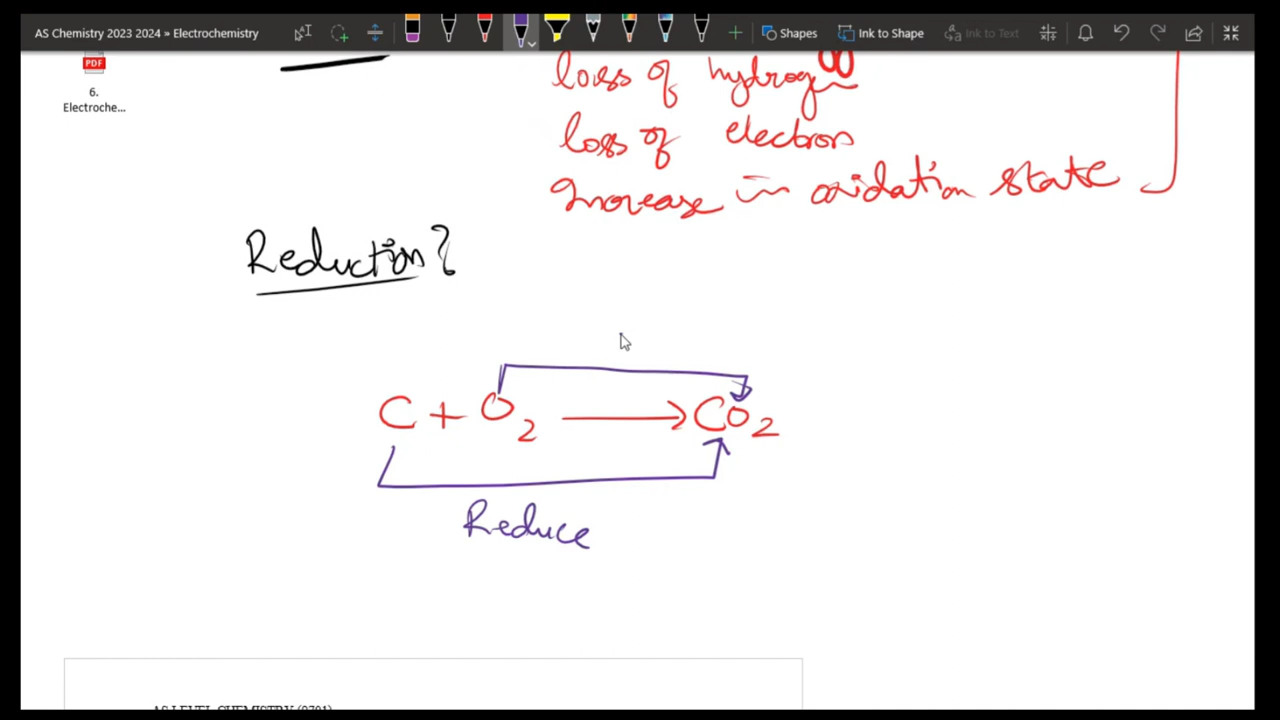 AS Chemistry 2023 2024 » Electrochemistry
Shapes
Ink to Shape
Ink to Text
PDF
6.
Electroche...
loss of hydrogen
loss of electron
Increase in oxidation state
Reduction?
C + O2 → CO2
Reduce